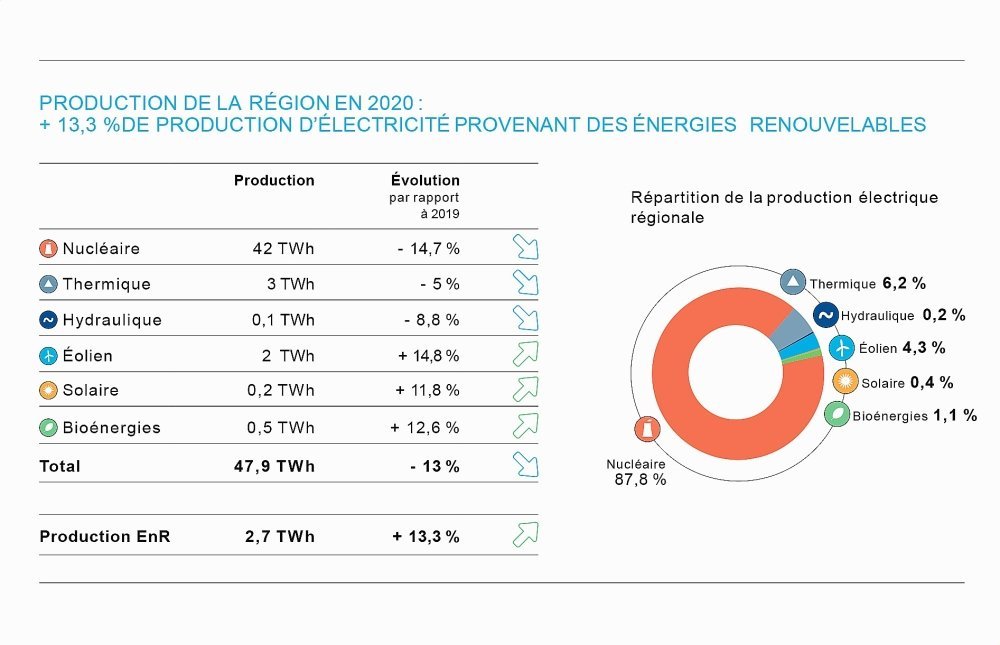 PRODUCTION DE LA RÉGION EN 2020 :
+ 13,3 %DE PRODUCTION D'ÉLECTRICITÉ PROVENANT DES ÉNERGIES RENOUVELABLES
Production Évolution
par rapport
à 2019
Nucléaire 42 TWh - 14,7 %
Thermique 3 TWh - 5 %
Hydraulique 0,1 TWh - 8,8 %
Éolien 2 TWh + 14,8 %
Solaire 0,2 TWh + 11,8 %
Bioénergies 0,5 TWh + 12,6 %
Total 47,9 TWh - 13 %
Production EnR 2,7 TWh + 13,3 %
Répartition de la production électrique
régionale
Thermique 6,2 %
Hydraulique 0,2 %
Éolien 4,3 %
Solaire 0,4 %
Bioénergies 1,1 %
Nucléaire
87,8 %